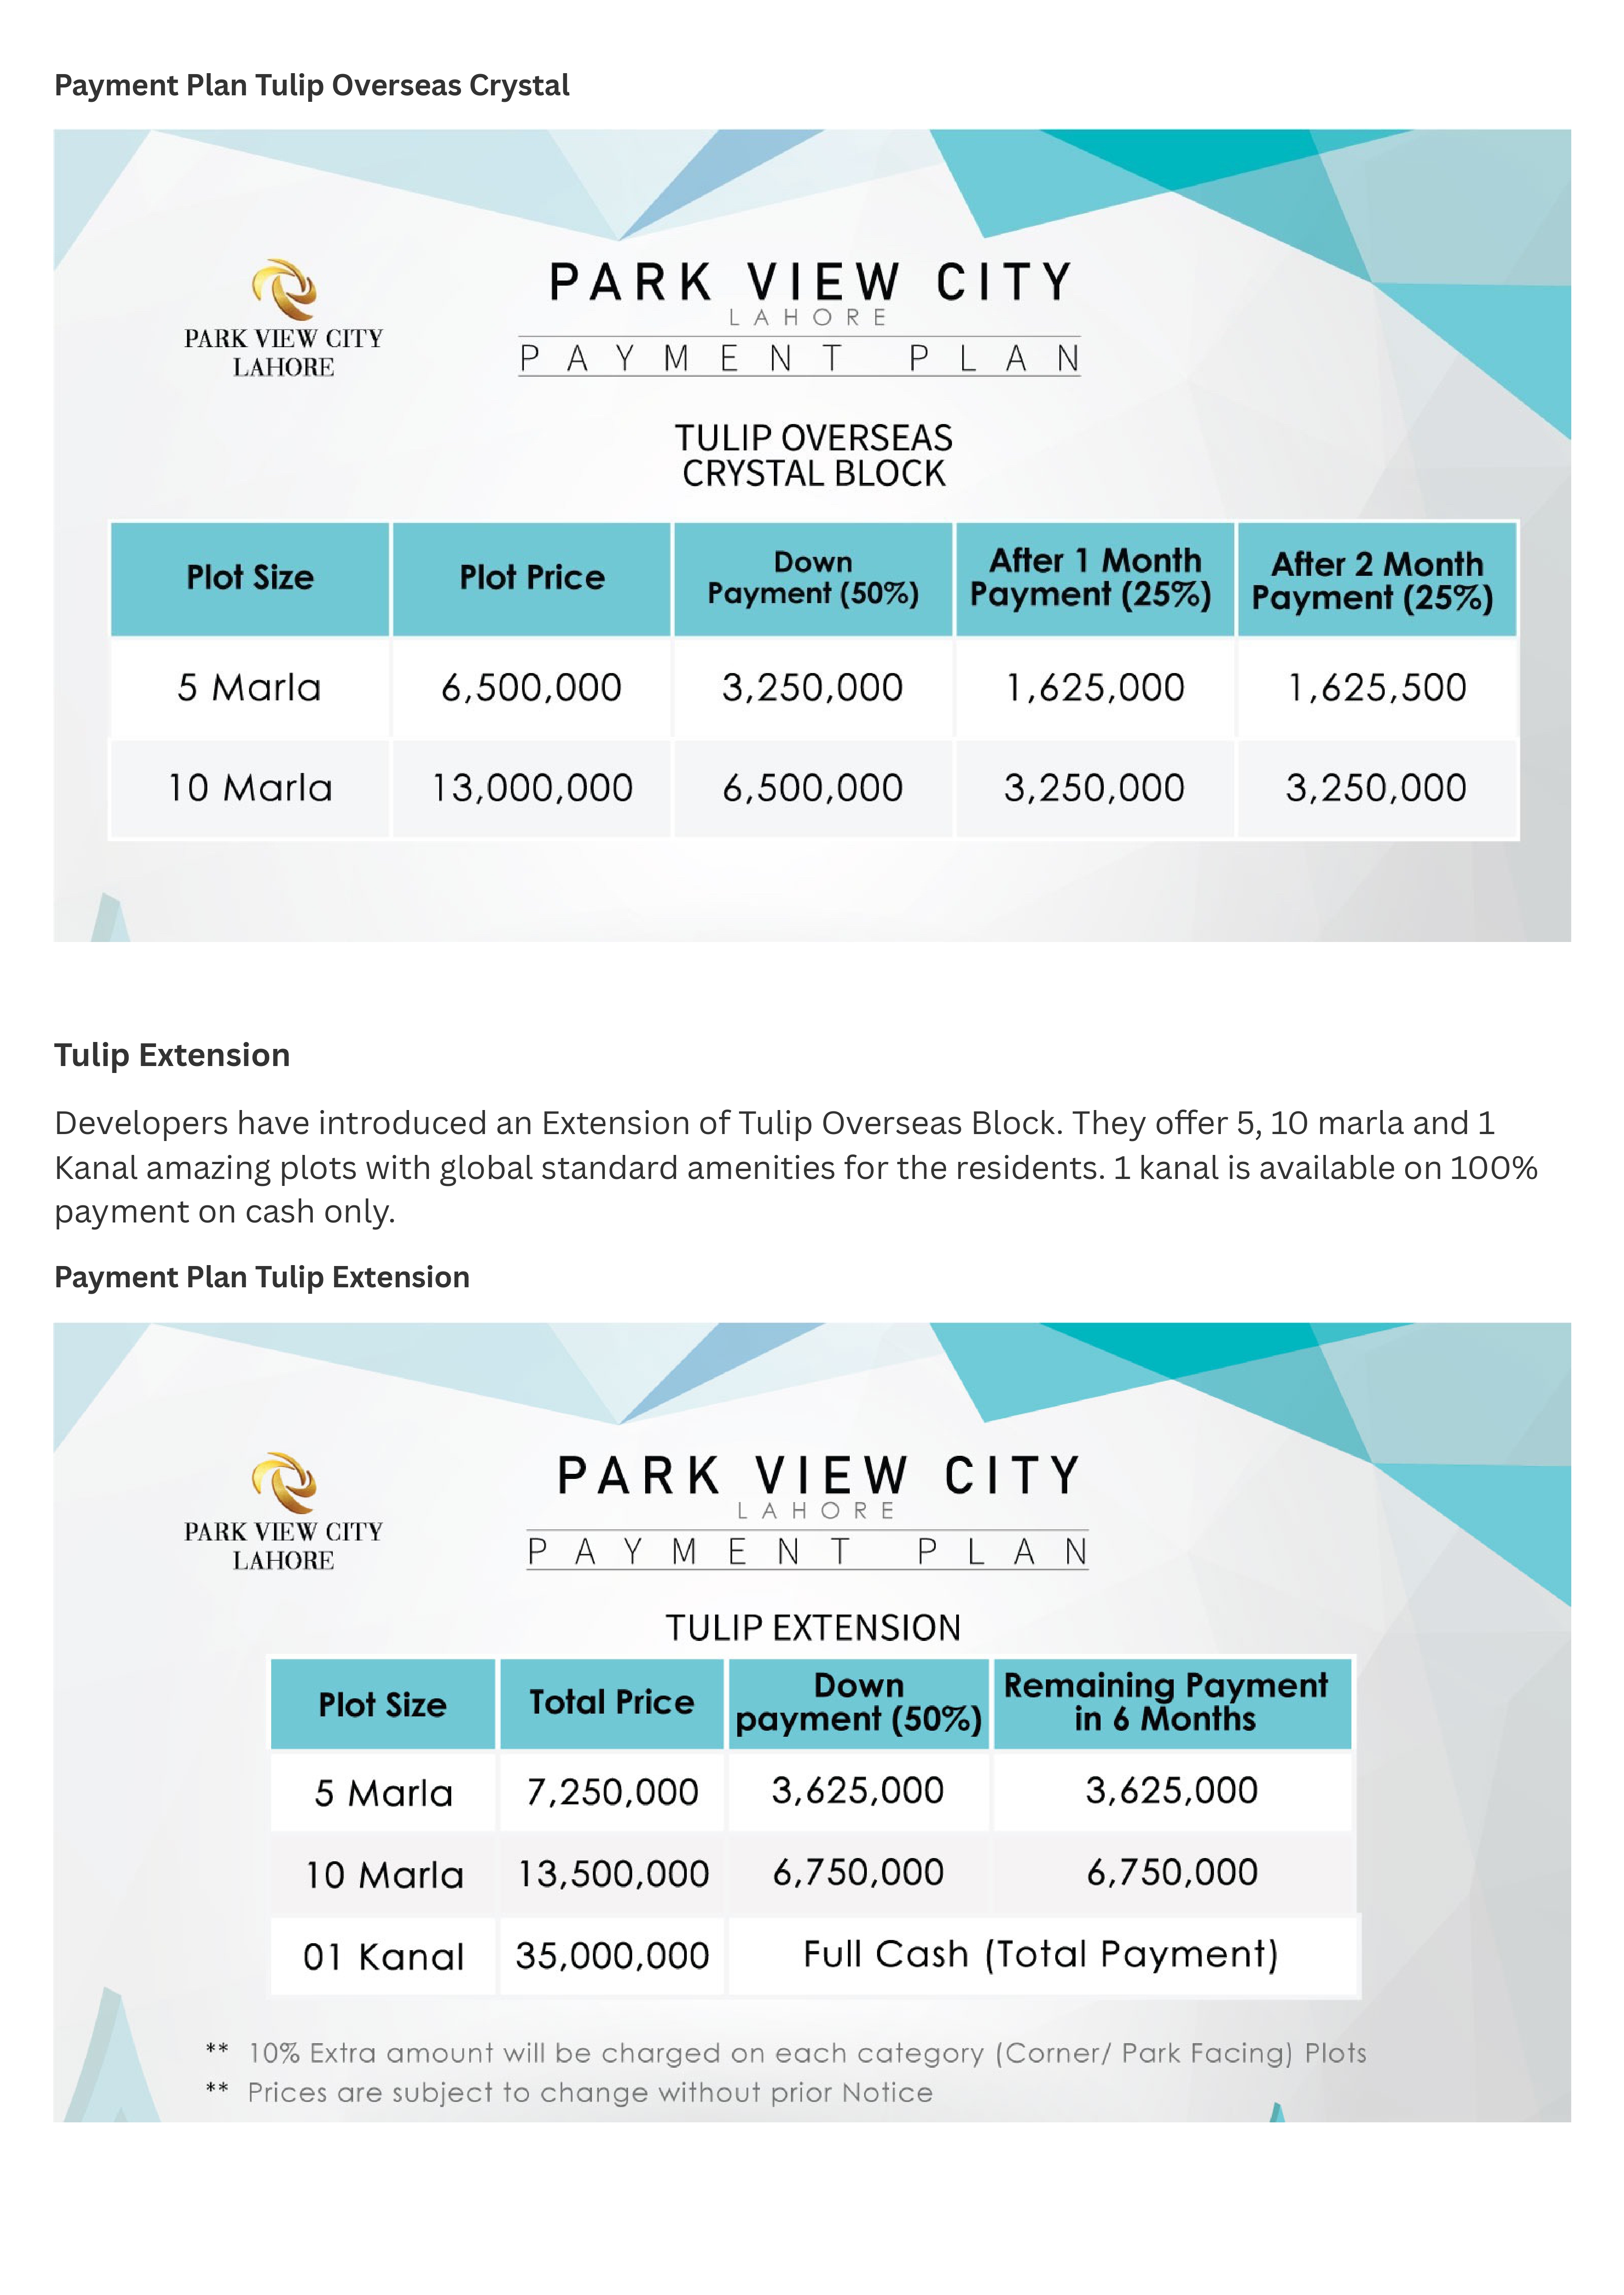 Payment Plan Tulip Overseas Crystal
PARK VIEW CITY
LAHORE
PARK VIEW CITY
LAHORE
PAYMENT PLAN
TULIP OVERSEAS
CRYSTAL BLOCK
Plot Size Plot Price Down Payment (50%) After 1 Month Payment (25%) After 2 Month Payment (25%)
5 Marla 6,500,000 3,250,000 1,625,000 1,625,500
10 Marla 13,000,000 6,500,000 3,250,000 3,250,000
Tulip Extension
Developers have introduced an Extension of Tulip Overseas Block. They offer 5, 10 marla and 1
Kanal amazing plots with global standard amenities for the residents. 1 kanal is available on 100%
payment on cash only.
Payment Plan Tulip Extension
PARK VIEW CITY
LAHORE
PARK VIEW CITY
LAHORE
PAYMENT PLAN
TULIP EXTENSION
Plot Size Total Price Down payment (50%) Remaining Payment in 6 Months
5 Marla 7,250,000 3,625,000 3,625,000
10 Marla 13,500,000 6,750,000 6,750,000
01 Kanal 35,000,000 Full Cash (Total Payment)
** 10% Extra amount will be charged on each category (Corner/ Park Facing) Plots
** Prices are subject to change without prior Notice